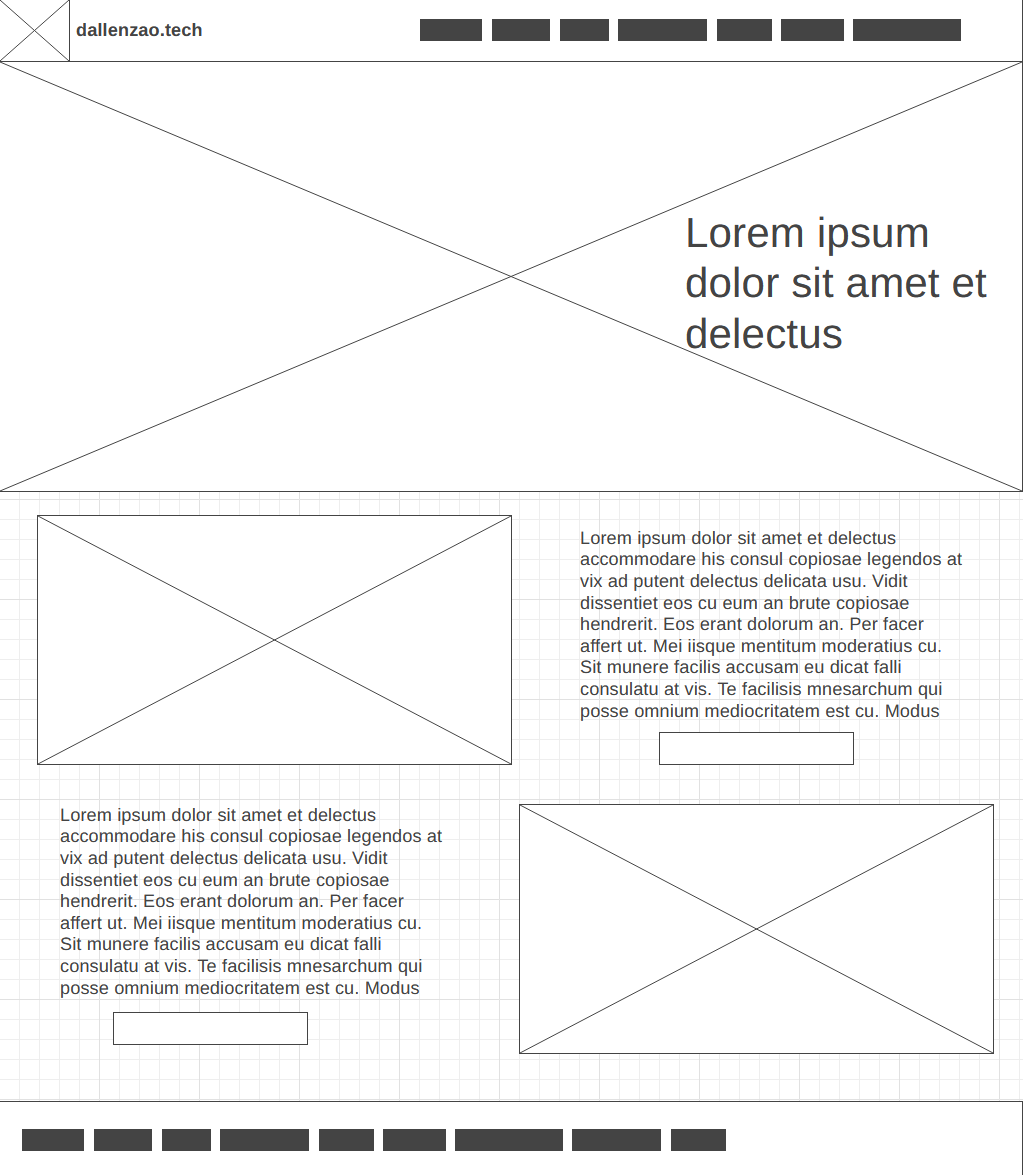 dallenzao.tech
Lorem ipsum
dolor sit amet et
delectus
Lorem ipsum dolor sit amet et delectus
accommodare his consul copiosae legendos at
vix ad putent delectus delicata usu. Vidit
dissentiet eos cu eum an brute copiosae
hendrerit. Eos erant dolorum an. Per facer
affert ut. Mei iisque mentitum moderatius cu.
Sit munere facilis accusam eu dicat falli
consulatu at vis. Te facilisis mnesarchum qui
posse omnium mediocritatem est cu. Modus
Lorem ipsum dolor sit amet et delectus
accommodare his consul copiosae legendos at
vix ad putent delectus delicata usu. Vidit
dissentiet eos cu eum an brute copiosae
hendrerit. Eos erant dolorum an. Per facer
affert ut. Mei iisque mentitum moderatius cu.
Sit munere facilis accusam eu dicat falli
consulatu at vis. Te facilisis mnesarchum qui
posse omnium mediocritatem est cu. Modus